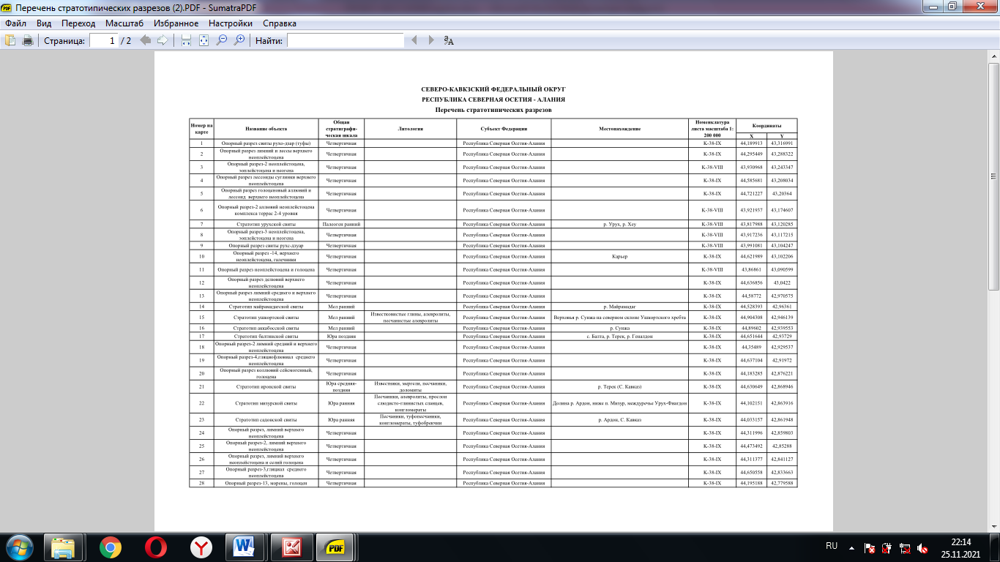 Перечень стратотипических разрезов (2).PDF - SumatraPDF
Файл Вид Переход Масштаб Избранное Настройки Справка
Страница: 1 / 2 Найти:
СЕВЕРО-КАВКЗСКИЙ ФЕДЕРАЛЬНЫЙ ОКРУГ
РЕСПУБЛИКА СЕВЕРНАЯ ОСЕТИЯ - АЛАНИЯ
Перечень стратотипических разрезов
Номер на карте Название объекта Общая стратиграфи-ческая шкала Литология Субъект Федерации Местонахождение Номенклатура листа масштаба 1: 200 000 Координаты
X Y
1 Опорный разрез свиты рухо-дзар (туфы) Четвертичная Республика Северная Осетия-Алания K-38-IX 44,189913 43,316991
2 Опорный разрез лимний и лессы верхнего неоплейстоцена Четвертичная Республика Северная Осетия-Алания K-38-IX 44,295449 43,288322
3 Опорный разрез-2 неоплейстоцена, эоплейстоцена и неогена Четвертичная Республика Северная Осетия-Алания K-38-VIII 43,930968 43,243347
4 Опорный разрез лессоиды суглинки верхнего неоплейстоцена Четвертичная Республика Северная Осетия-Алания K-38-IX 44,585681 43,208034
5 Опорный разрез голоценовый аллювий и лессоид верхнего неоплейстоцена Четвертичная Республика Северная Осетия-Алания K-38-IX 44,721227 43,20364
6 Опорный разрез-2 аллювий неоплейстоцена комплекса террас 2-4 уровня Четвертичная Республика Северная Осетия-Алания K-38-VIII 43,921937 43,174607
7 Стратотип урухской свиты Палеоген ранний Республика Северная Осетия-Алания р. Урух, р. Хеу K-38-VIII 43,817988 43,120285
8 Опорный разрез-3 неоплейстоцена, эоплейстоцена и неогена Четвертичная Республика Северная Осетия-Алания K-38-VIII 43,917236 43,117215
9 Опорный разрез свиты рухс-дзуар Четвертичная Республика Северная Осетия-Алания K-38-VIII 43,991081 43,104247
10 Опорный разрез -14, верхнего неоплейстоцена, галечники Четвертичная Республика Северная Осетия-Алания Карьер K-38-IX 44,621989 43,102206
11 Опорный разрез неоплейстоцена и голоцена Четвертичная Республика Северная Осетия-Алания K-38-VIII 43,86861 43,090599
12 Опорный разрез делювий верхнего неоплейстоцена Четвертичная Республика Северная Осетия-Алания K-38-IX 44,636856 43,0422
13 Опорный разрез лимний среднего и верхнего неоплейстоцена Четвертичная Республика Северная Осетия-Алания K-38-IX 44,58772 42,970575
14 Стратотип майрамадагской свиты Мел ранний Республика Северная Осетия-Алания р. Майрамадаг K-38-IX 44,528393 42,96361
15 Стратотип ушкортской свиты Мел ранний Известковистые глины, алевролиты, песчанистые алевролиты Республика Северная Осетия-Алания Верховья р. Сунжа на северном склоне Ушкортского хребта K-38-IX 44,904308 42,946139
16 Стратотип аккабосской свиты Мел ранний Республика Северная Осетия-Алания р. Сунжа K-38-IX 44,89602 42,939553
17 Стратотип балтинской свиты Юра поздняя Республика Северная Осетия-Алания с. Балта, р. Терек, р. Геналдон K-38-IX 44,651644 42,93729
18 Опорный разрез-2 лимний средний и верхнего неоплейстоцена Четвертичная Республика Северная Осетия-Алания K-38-IX 44,35489 42,929537
19 Опорный разрез-4,гляциофлювиал среднего неоплейстоцена Четвертичная Республика Северная Осетия-Алания K-38-IX 44,637104 42,91972
20 Опорный разрез коллювий сейсмогенный, голоцена Четвертичная Республика Северная Осетия-Алания K-38-IX 44,183285 42,876221
21 Стратотип иронской свиты Юра средняя-поздняя Известняки, мергели, песчаники, доломиты Республика Северная Осетия-Алания р. Терек (С. Кавказ) K-38-IX 44,630649 42,868946
22 Стратотип мизурской свиты Юра ранняя Песчаники, алевролиты, прослои слюдисто-глинистых сланцев, конгломераты Республика Северная Осетия-Алания Долина р. Ардон, ниже п. Мизур, междуречье Урух-Фиагдон K-38-IX 44,102151 42,863916
23 Стратотип садонской свиты Юра ранняя Песчаники, туфопесчаники, конгломераты, туфобрекчии Республика Северная Осетия-Алания р. Ардон, С. Кавказ K-38-IX 44,033157 42,861948
24 Опорный разрез, лимний верхнего неоплейстоцена Четвертичная Республика Северная Осетия-Алания K-38-IX 44,311996 42,859803
25 Опорный разрез-2, лимний верхнего неоплейстоцена Четвертичная Республика Северная Осетия-Алания K-38-IX 44,473492 42,85288
26 Опорный разрез, лимний верхнего неоплейстоцена и селий голоцена Четвертичная Республика Северная Осетия-Алания K-38-IX 44,311377 42,841127
27 Опорный разрез-3,гляциал среднего неоплейстоцена Четвертичная Республика Северная Осетия-Алания K-38-IX 44,650558 42,833663
28 Опорный разрез-13, морены, голоцен Четвертичная Республика Северная Осетия-Алания K-38-IX 44,195188 42,779588
RU 22:14
25.11.2021